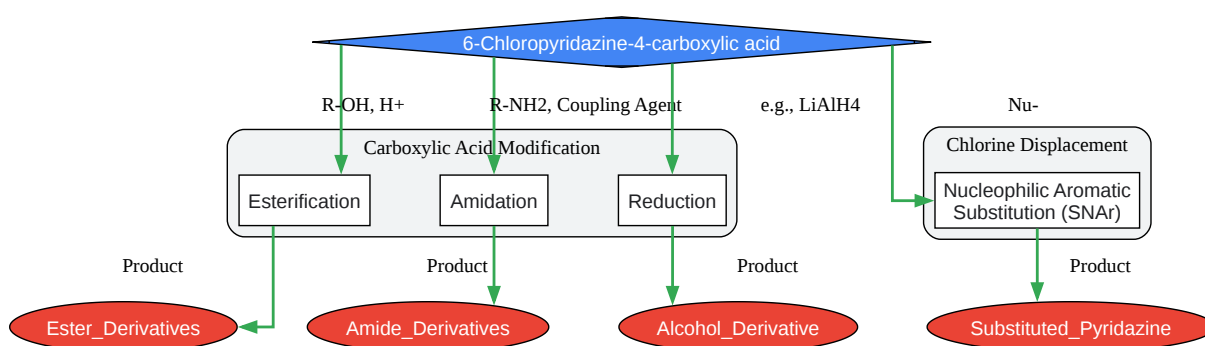 6-Chloropyridazine-4-carboxylic acid
R-OH, H+
R-NH2, Coupling Agent
e.g., LiAlH4
Nu-
Carboxylic Acid Modification
Chlorine Displacement
Esterification
Amidation
Reduction
Nucleophilic Aromatic
Substitution (SNAr)
Product
Product
Product
Product
Ester_Derivatives
Amide_Derivatives
Alcohol_Derivative
Substituted_Pyridazine